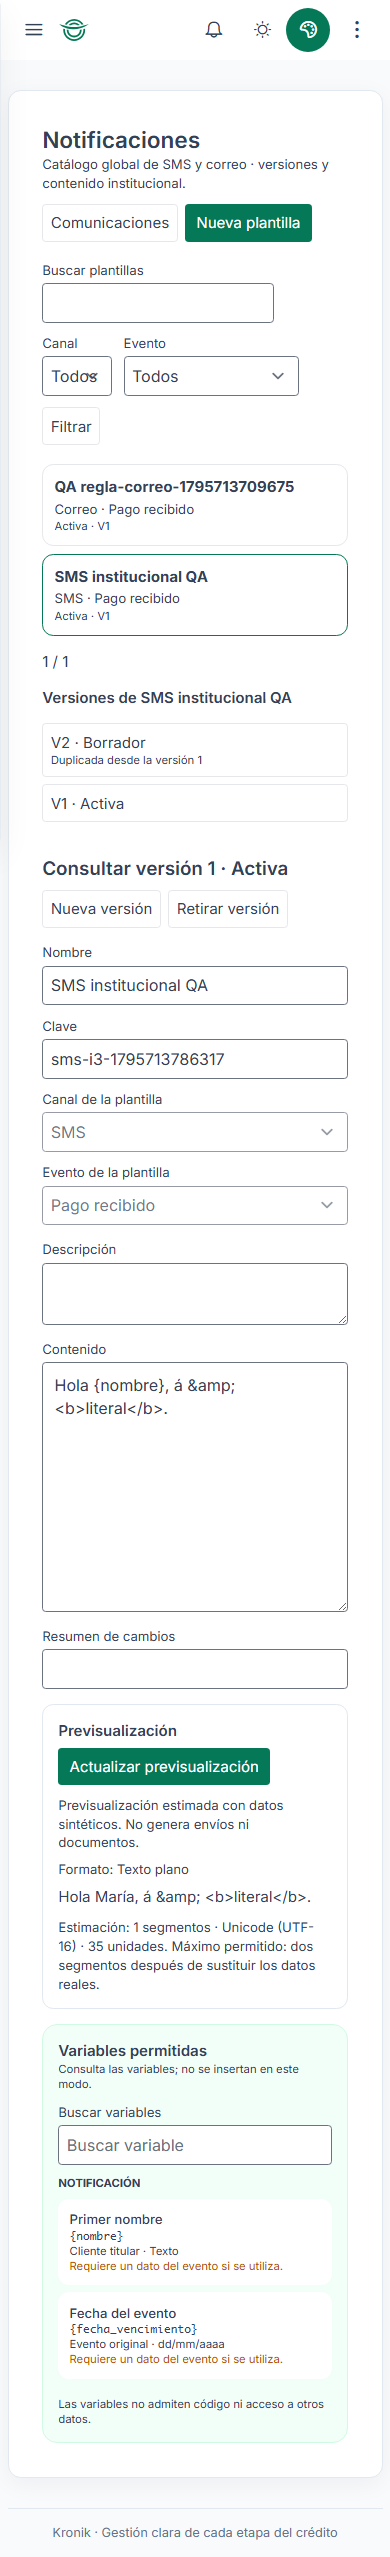 Notificaciones
Catálogo global de SMS y correo · versiones y
contenido institucional.
Comunicaciones
Nueva plantilla
Buscar plantillas
Canal
Evento
Todos
Todos
Filtrar
QA regla-correo-1795713709675
Correo · Pago recibido
Activa · V1
SMS institucional QA
SMS · Pago recibido
Activa · V1
1 / 1
Versiones de SMS institucional QA
V2 · Borrador
Duplicada desde la versión 1
V1 · Activa
Consultar versión 1 · Activa
Nueva versión
Retirar versión
Nombre
SMS institucional QA
Clave
sms-i3-1795713786317
Canal de la plantilla
SMS
Evento de la plantilla
Pago recibido
Descripción
Contenido
Hola {nombre}, á &amp;
<b>literal</b>.
Resumen de cambios
Previsualización
Actualizar previsualización
Previsualización estimada con datos
sintéticos. No genera envíos ni
documentos.
Formato: Texto plano
Hola María, á &amp; <b>literal</b>.
Estimación: 1 segmentos · Unicode (UTF-
16) · 35 unidades. Máximo permitido: dos
segmentos después de sustituir los datos
reales.
Variables permitidas
Consulta las variables; no se insertan en este
modo.
Buscar variables
Buscar variable
NOTIFICACIÓN
Primer nombre
{nombre}
Cliente titular · Texto
Requiere un dato del evento si se utiliza.
Fecha del evento
{fecha_vencimiento}
Evento original · dd/mm/aaaa
Requiere un dato del evento si se utiliza.
Las variables no admiten código ni acceso a otros
datos.
Kronik · Gestión clara de cada etapa del crédito